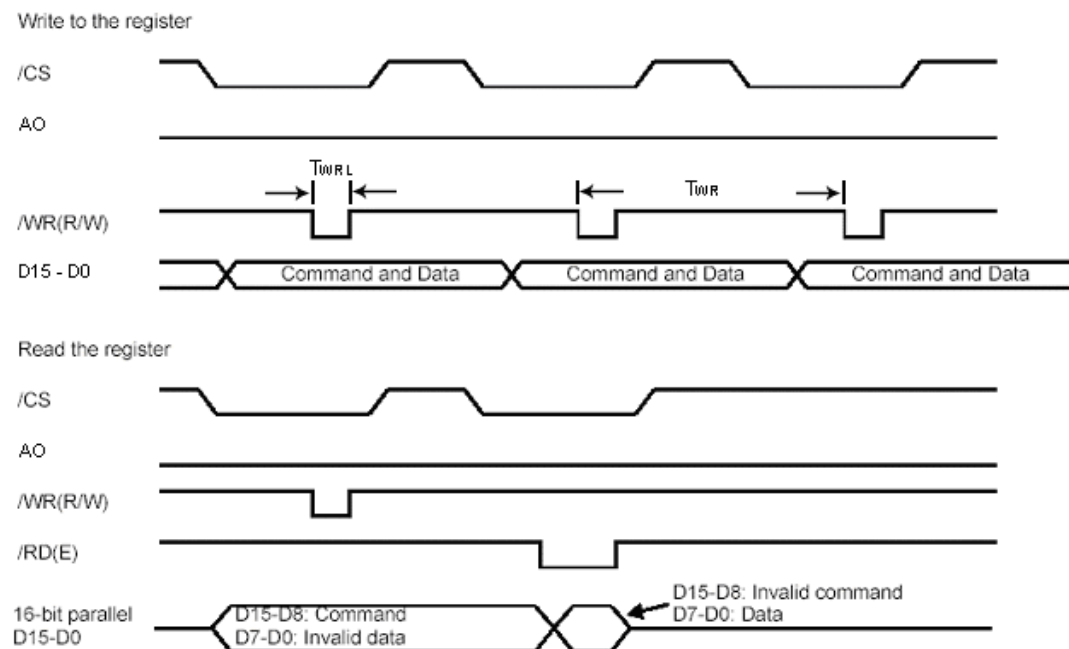 Write to the register
/CS
AO
TWRL
TWR
/WR(R/W)
D15 - D0
Command and Data
Command and Data
Command and Data
Read the register
/CS
AO
/WR(R/W)
/RD(E)
16-bit parallel
D15-D0
D15-D8: Command
D7-D0: Invalid data
D15-D8: Invalid command
D7-D0: Data